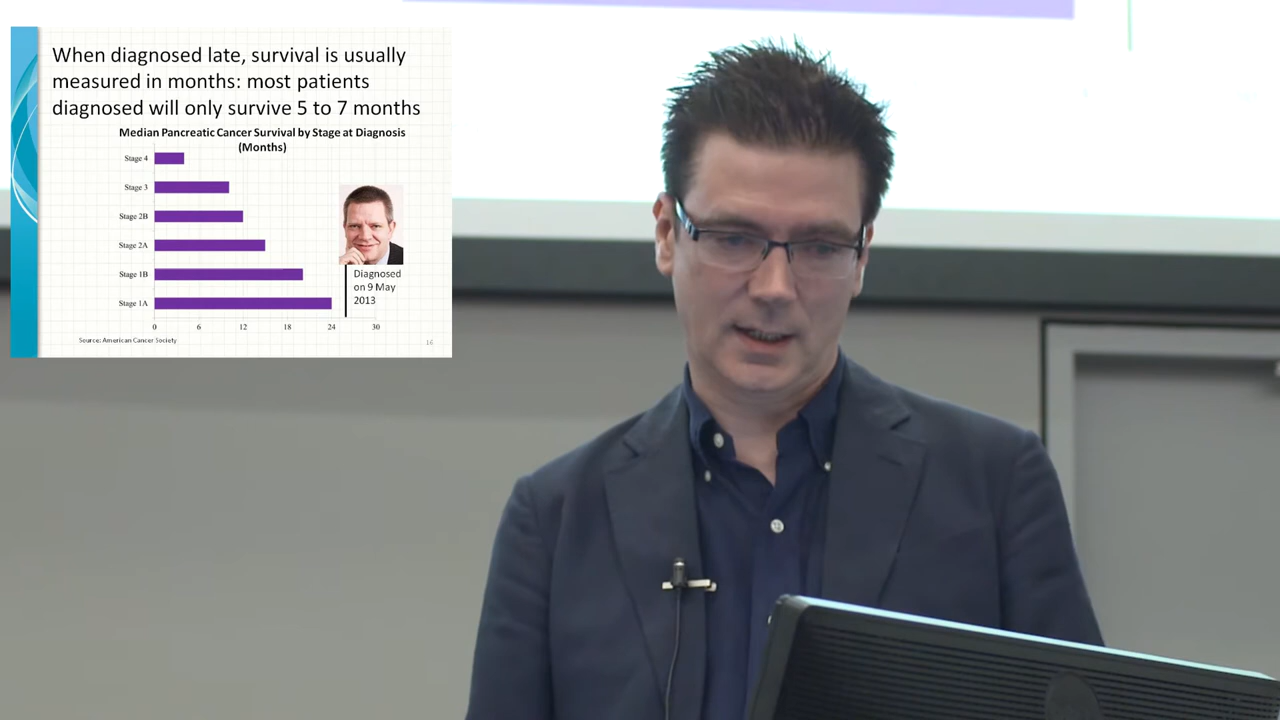 When diagnosed late, survival is usually
measured in months: most patients
diagnosed will only survive 5 to 7 months
Median Pancreatic Cancer Survival by Stage at Diagnosis
(Months)
Stage 4
Stage 3
Stage 2B
Stage 2A
Stage 1B
Stage 1A
Diagnosed
on 9 May
2013
0 6 12 18 24 30
Source: American Cancer Society
16